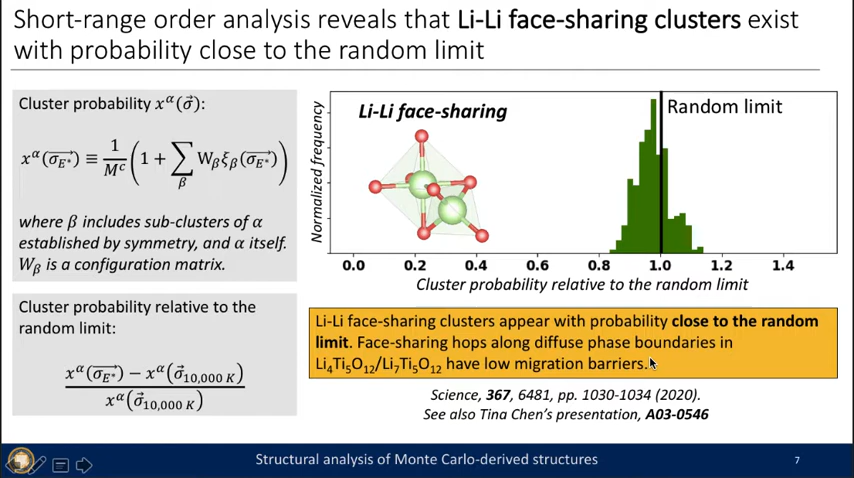 Short-range order analysis reveals that Li-Li face-sharing clusters exist
with probability close to the random limit
Cluster probability x^α(σ⃗):
x^α(σ_E*⃗) ≡ 1/M^c (1 + ∑_β W_β ξ_β(σ_E*⃗))
where β includes sub-clusters of α
established by symmetry, and α itself.
W_β is a configuration matrix.
Cluster probability relative to the
random limit:
x^α(σ_E*⃗) − x^α(σ⃗_10,000 K)
x^α(σ⃗_10,000 K)
Normalized frequency
Li-Li face-sharing
Random limit
0.0 0.2 0.4 0.6 0.8 1.0 1.2 1.4
Cluster probability relative to the random limit
Li-Li face-sharing clusters appear with probability close to the random
limit. Face-sharing hops along diffuse phase boundaries in
Li₄Ti₅O₁₂/Li₇Ti₅O₁₂ have low migration barriers.
Science, 367, 6481, pp. 1030-1034 (2020).
See also Tina Chen's presentation, A03-0546
Structural analysis of Monte Carlo-derived structures
7